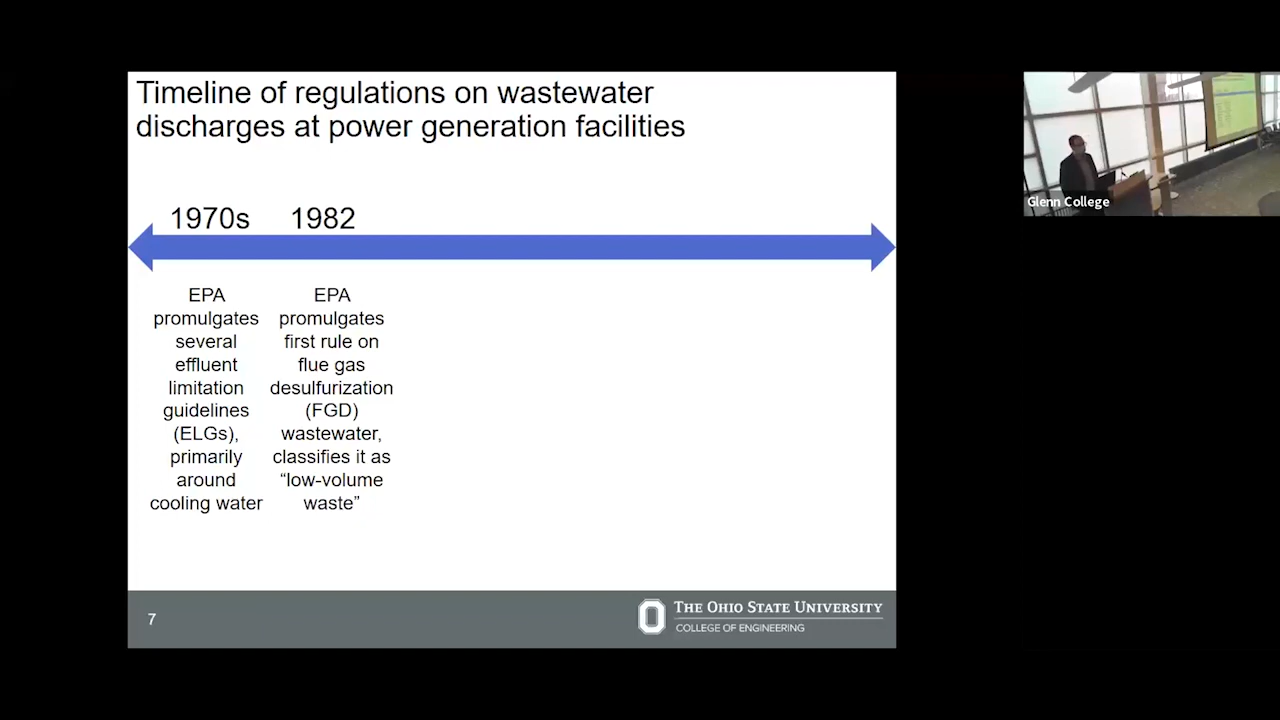 Timeline of regulations on wastewater
discharges at power generation facilities
1970s
1982
EPA
promulgates
several
effluent
limitation
guidelines
(ELGs),
primarily
around
cooling water
EPA
promulgates
first rule on
flue gas
desulfurization
(FGD)
wastewater,
classifies it as
“low-volume
waste”
7
THE OHIO STATE UNIVERSITY
COLLEGE OF ENGINEERING
Glenn College